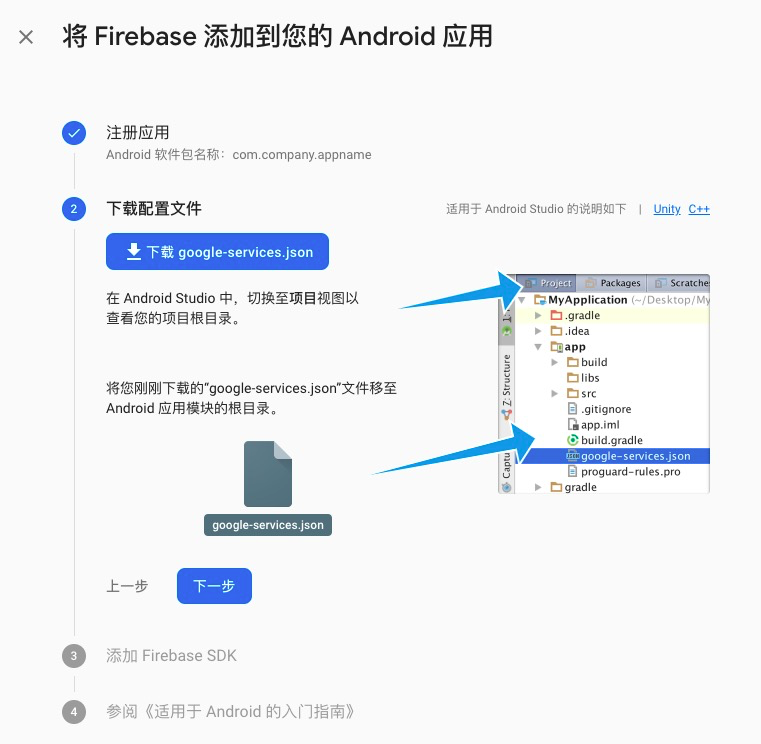 将 Firebase 添加到您的 Android 应用
注册应用
Android 软件包名称：com.company.appname
2
下载配置文件
适用于 Android Studio 的说明如下 | Unity C++
下载 google-services.json
在 Android Studio 中，切换至项目视图以
查看您的项目根目录。
将您刚刚下载的“google-services.json”文件移至
Android 应用模块的根目录。
google-services.json
Project Packages Scratche
MyApplication (~/Desktop/My
.gradle
.idea
app
build
libs
src
.gitignore
app.iml
build.gradle
google-services.json
proguard-rules.pro
gradle
1:
Z: Structure
Captu
上一步
下一步
3
添加 Firebase SDK
4
参阅《适用于 Android 的入门指南》